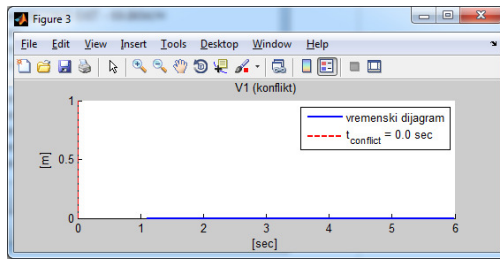 Figure 3
File Edit View Insert Tools Desktop Window Help
V1 (konflikt)
vremenski dijagram
t_conflict = 0.0 sec
1
0.5
0
[m]
0 1 2 3 4 5 6
[sec]